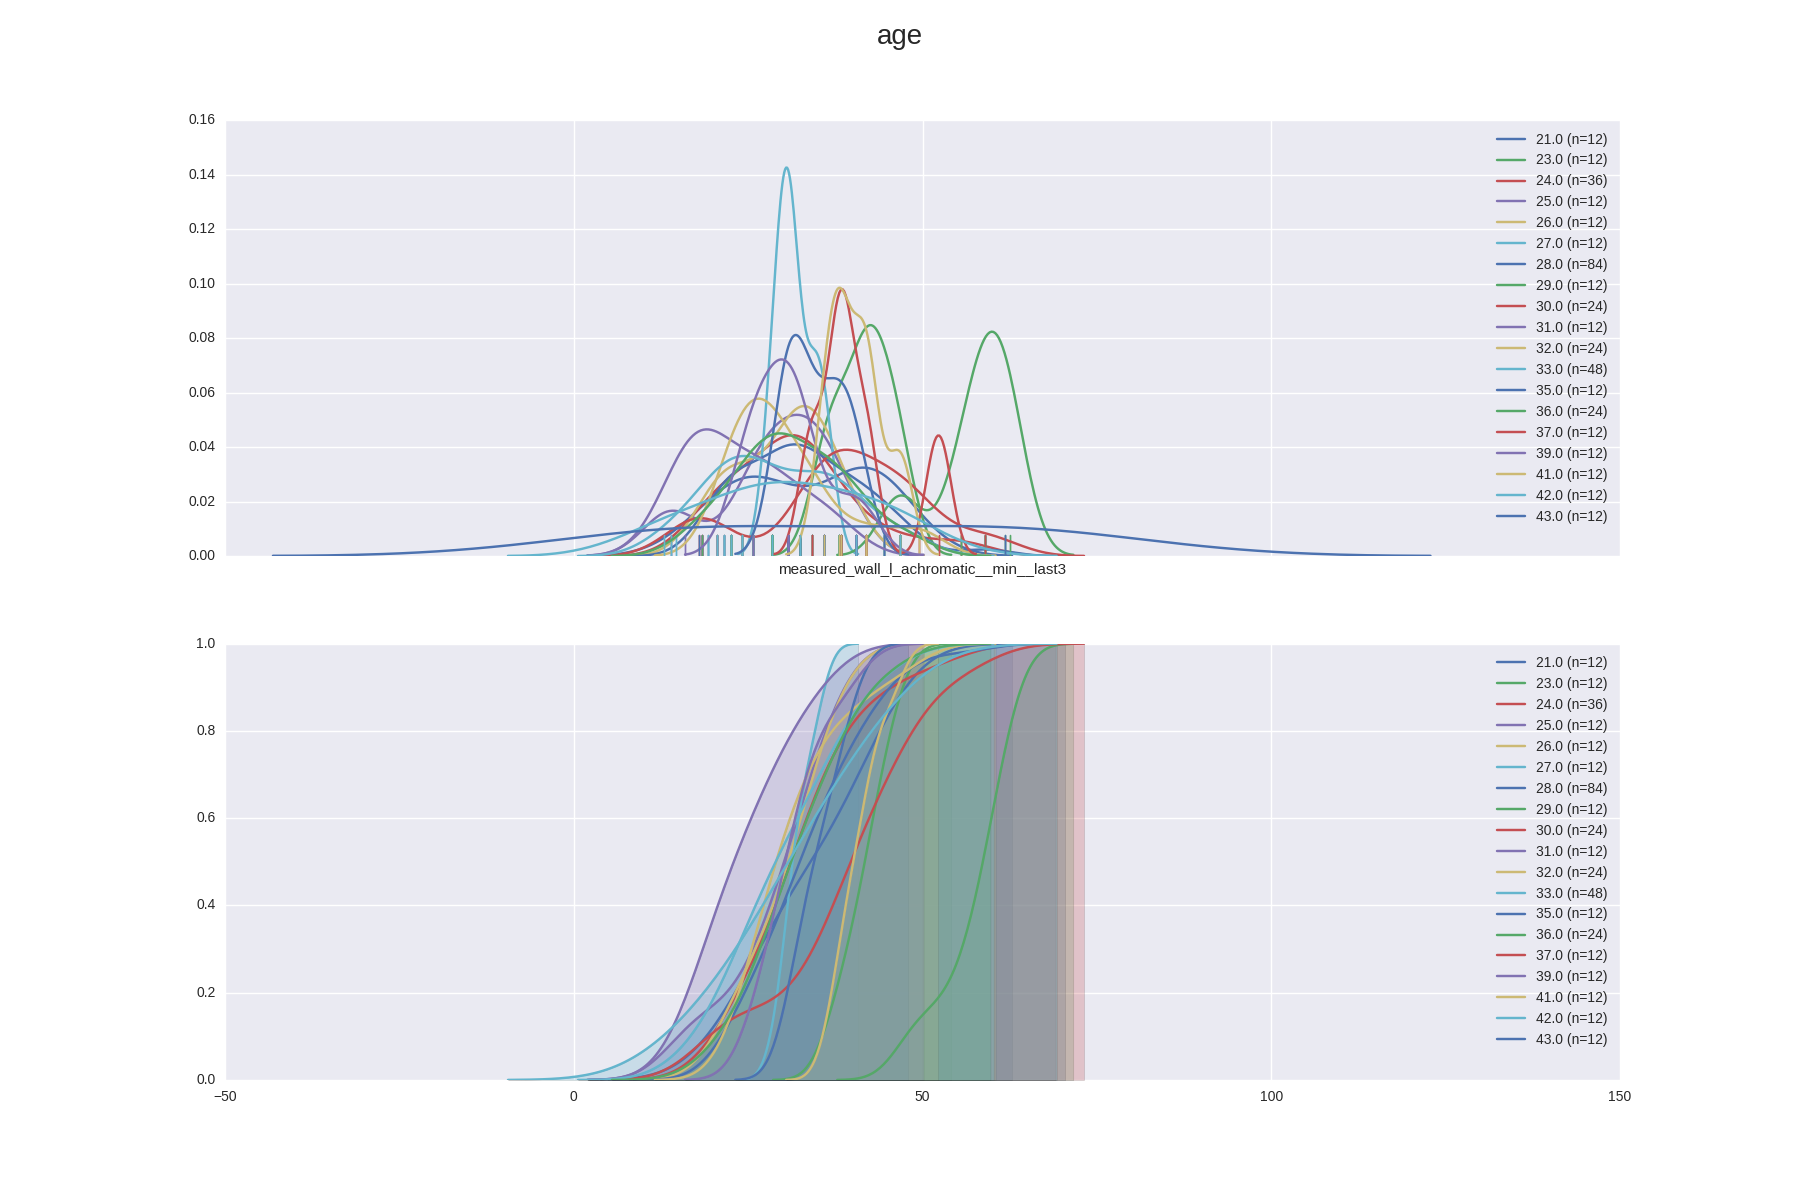 age
0.16
0.14
0.12
0.10
0.08
0.06
0.04
0.02
0.00
21.0 (n=12)
23.0 (n=12)
24.0 (n=36)
25.0 (n=12)
26.0 (n=12)
27.0 (n=12)
28.0 (n=84)
29.0 (n=12)
30.0 (n=24)
31.0 (n=12)
32.0 (n=24)
33.0 (n=48)
35.0 (n=12)
36.0 (n=24)
37.0 (n=12)
39.0 (n=12)
41.0 (n=12)
42.0 (n=12)
43.0 (n=12)
measured_wall_l_achromatic__min__last3
1.0
0.8
0.6
0.4
0.2
0.0
21.0 (n=12)
23.0 (n=12)
24.0 (n=36)
25.0 (n=12)
26.0 (n=12)
27.0 (n=12)
28.0 (n=84)
29.0 (n=12)
30.0 (n=24)
31.0 (n=12)
32.0 (n=24)
33.0 (n=48)
35.0 (n=12)
36.0 (n=24)
37.0 (n=12)
39.0 (n=12)
41.0 (n=12)
42.0 (n=12)
43.0 (n=12)
−50 0 50 100 150